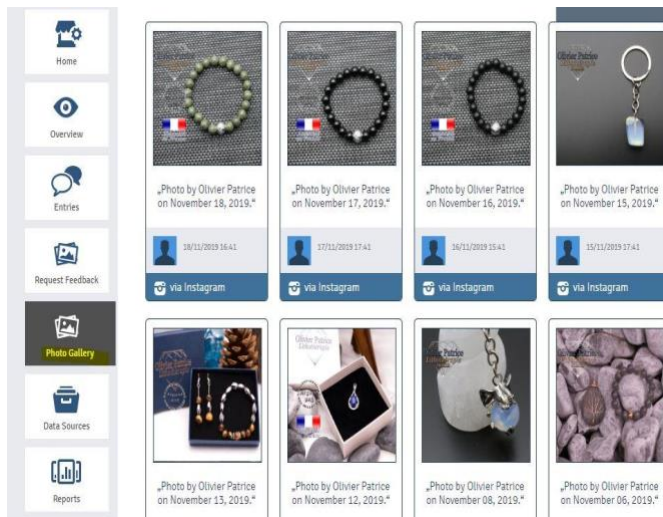 Home
Overview
Entries
Request Feedback
Photo Gallery
Data Sources
Reports
„Photo by Olivier Patrice
on November 18, 2019.“
18/11/2019 16:41
via Instagram
„Photo by Olivier Patrice
on November 17, 2019.“
17/11/2019 17:41
via Instagram
„Photo by Olivier Patrice
on November 16, 2019.“
16/11/2019 15:41
via Instagram
„Photo by Olivier Patrice
on November 15, 2019.“
15/11/2019 17:41
via Instagram
„Photo by Olivier Patrice
on November 13, 2019.“
„Photo by Olivier Patrice
on November 12, 2019.“
„Photo by Olivier Patrice
on November 08, 2019.“
„Photo by Olivier Patrice
on November 06, 2019.“